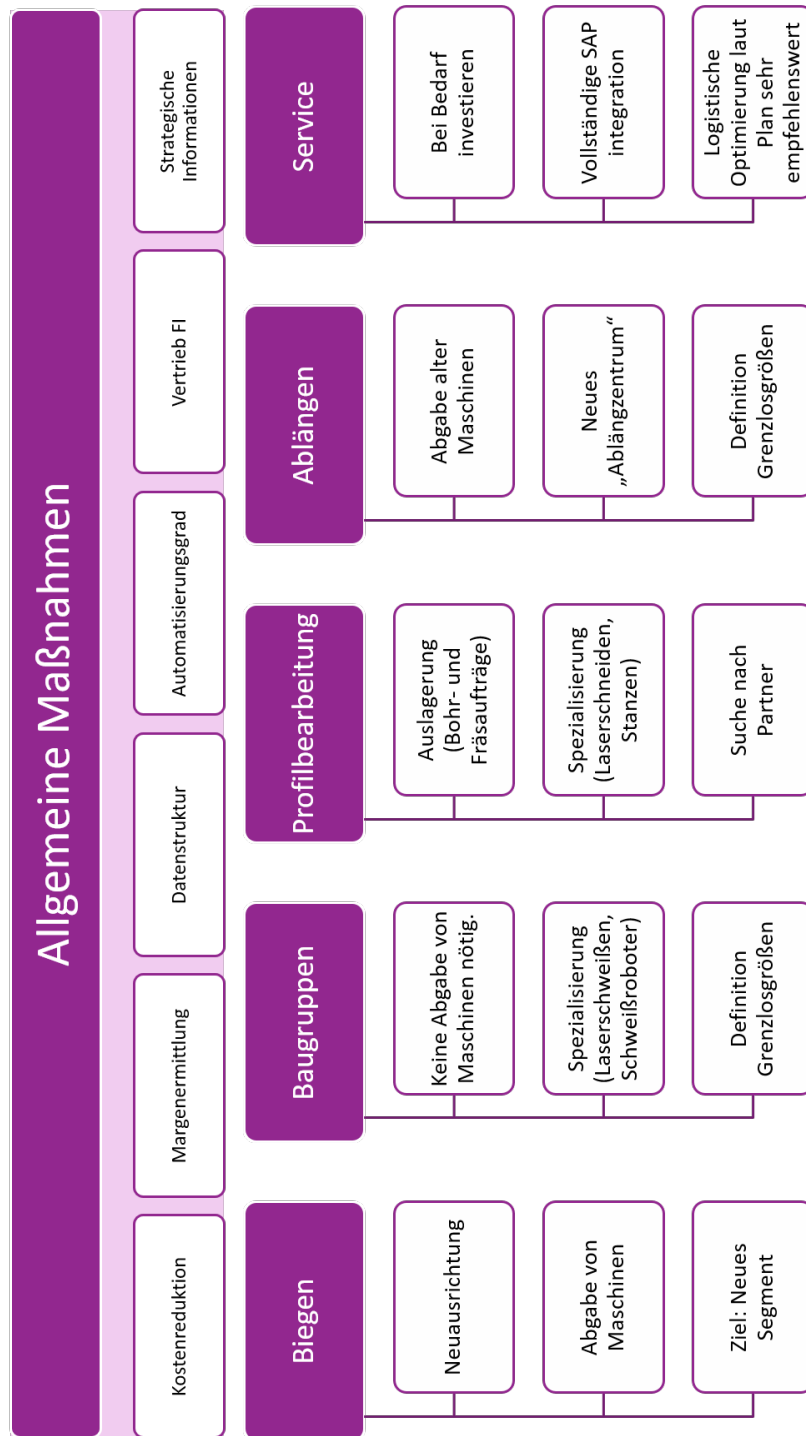 Allgemeine Maßnahmen
Kostenreduktion
Margenermittlung
Datenstruktur
Automatisierungsgrad
Vertrieb FI
Strategische
Informationen
Biegen
Neuausrichtung
Abgabe von
Maschinen
Ziel: Neues
Segment
Baugruppen
Keine Abgabe von
Maschinen nötig.
Spezialisierung
(Laserschweißen,
Schweißroboter)
Definition
Grenzlosgrößen
Profilbearbeitung
Auslagerung
(Bohr- und
Fräsaufträge)
Spezialisierung
(Laserschneiden,
Stanzen)
Suche nach
Partner
Ablängen
Abgabe alter
Maschinen
Neues
„Ablängzentrum“
Definition
Grenzlosgrößen
Service
Bei Bedarf
investieren
Vollständige SAP
integration
Logistische
Optimierung laut
Plan sehr
empfehlenswert